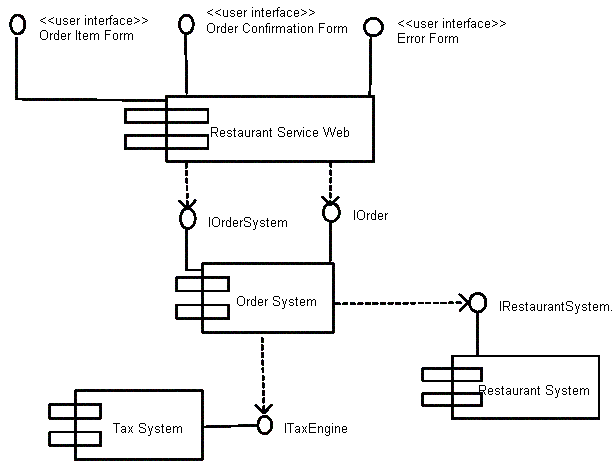 <<user interface>>
Order Item Form
<<user interface>>
Order Confirmation Form
<<user interface>>
Error Form
Restaurant Service Web
IOrderSystem
IOrder
Order System
IRestaurantSystem.
Restaurant System
Tax System
ITaxEngine